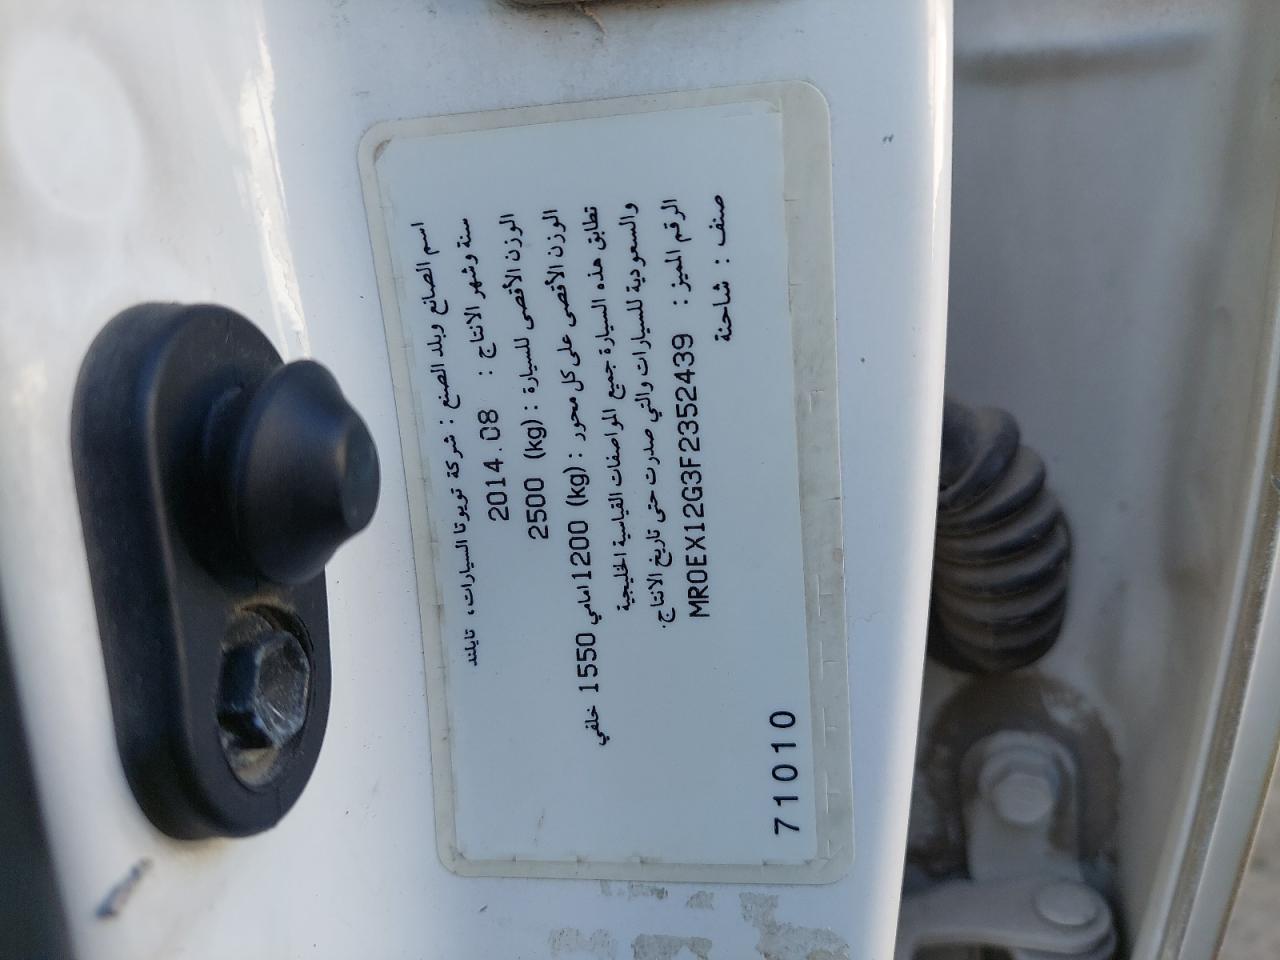 اسم الصانع وبلد الصنع : شركة تويوتا السيارات، تايلند
سنة وشهر الانتاج : 2014.08
الوزن الأقصى للسيارة : (kg) 2500
الوزن الأقصى على كل محور : (kg) 1200 امامي 1550 خلفي
تطابق هذه السيارة جميع المواصفات القياسية الخليجية
والسعودية للسيارات والتي صدرت حتى تاريخ الانتاج.
الرقم المميز : MR0EX12G3F2352439
صنف : شاحنة
71010